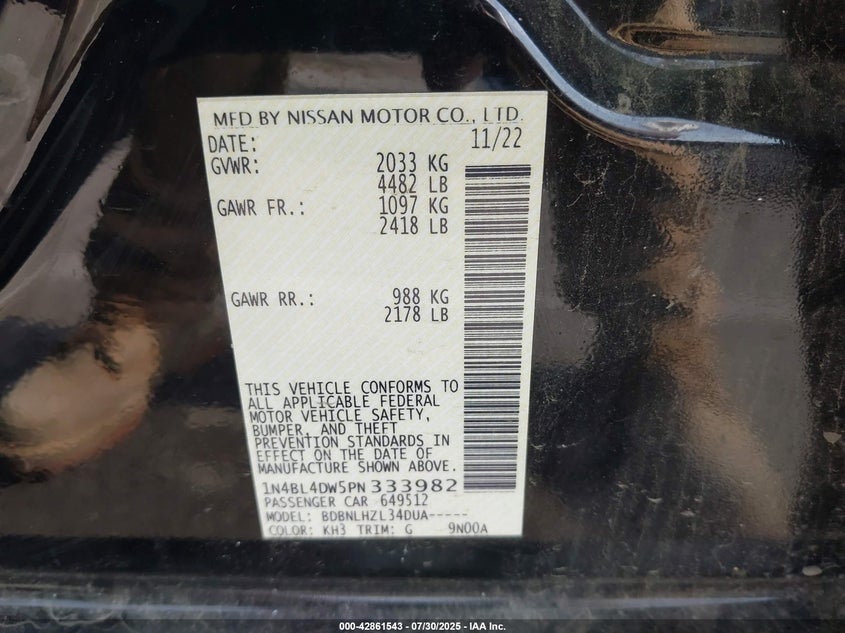 MFD BY NISSAN MOTOR CO., LTD.
DATE: 11/22
GVWR: 2033 KG
4482 LB
GAWR FR.: 1097 KG
2418 LB
GAWR RR.: 988 KG
2178 LB
THIS VEHICLE CONFORMS TO
ALL APPLICABLE FEDERAL
MOTOR VEHICLE SAFETY,
BUMPER, AND THEFT
PREVENTION STANDARDS IN
EFFECT ON THE DATE OF
MANUFACTURE SHOWN ABOVE.
1N4BL4DW5PN333982
PASSENGER CAR 649512
MODEL: BDBNLHZL34DUA-----
COLOR: KH3 TRIM: G 9N00A
000-42861543 - 07/30/2025 - IAA Inc.